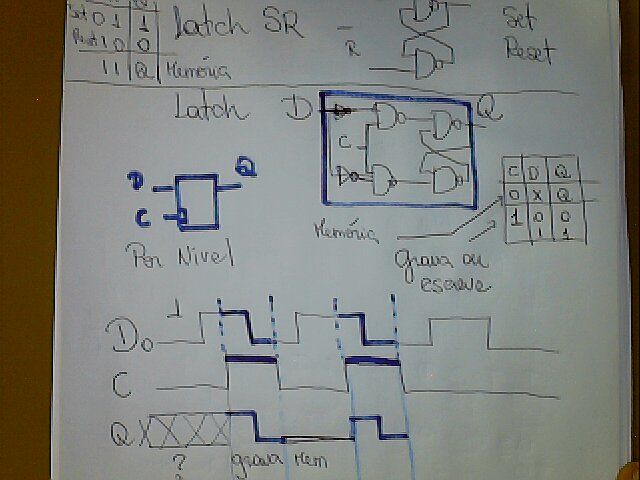 Set 0 1 1
Latch SR
Set
Reset 1 0 0
R
Reset
1 1 Q Memória
Latch D
Q
C
D Q
C
C D Q
0 X Q
1 0 0
1 1
Por Nivel
Memória
Grava ou
escreve
1
D0
C
Q
? grava Mem
?